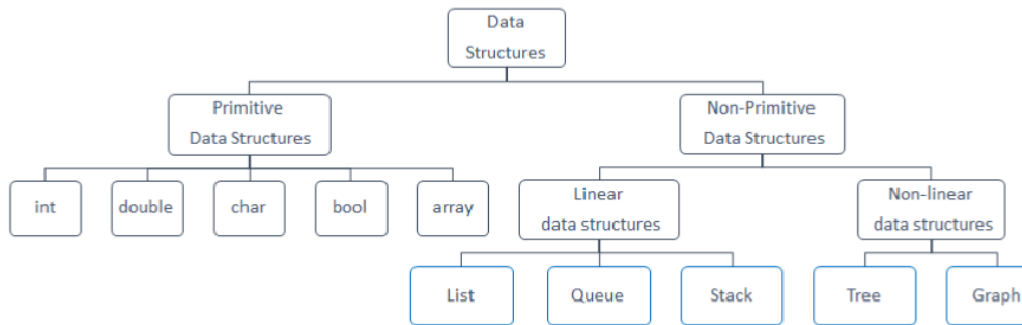 Data
Structures
Primitive
Data Structures
Non-Primitive
Data Structures
int
double
char
bool
array
Linear
data structures
Non-linear
data structures
List
Queue
Stack
Tree
Graph